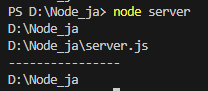 PS D:\Node_ja> node server
D:\Node_ja
D:\Node_ja\server.js
----------------
D:\Node_ja